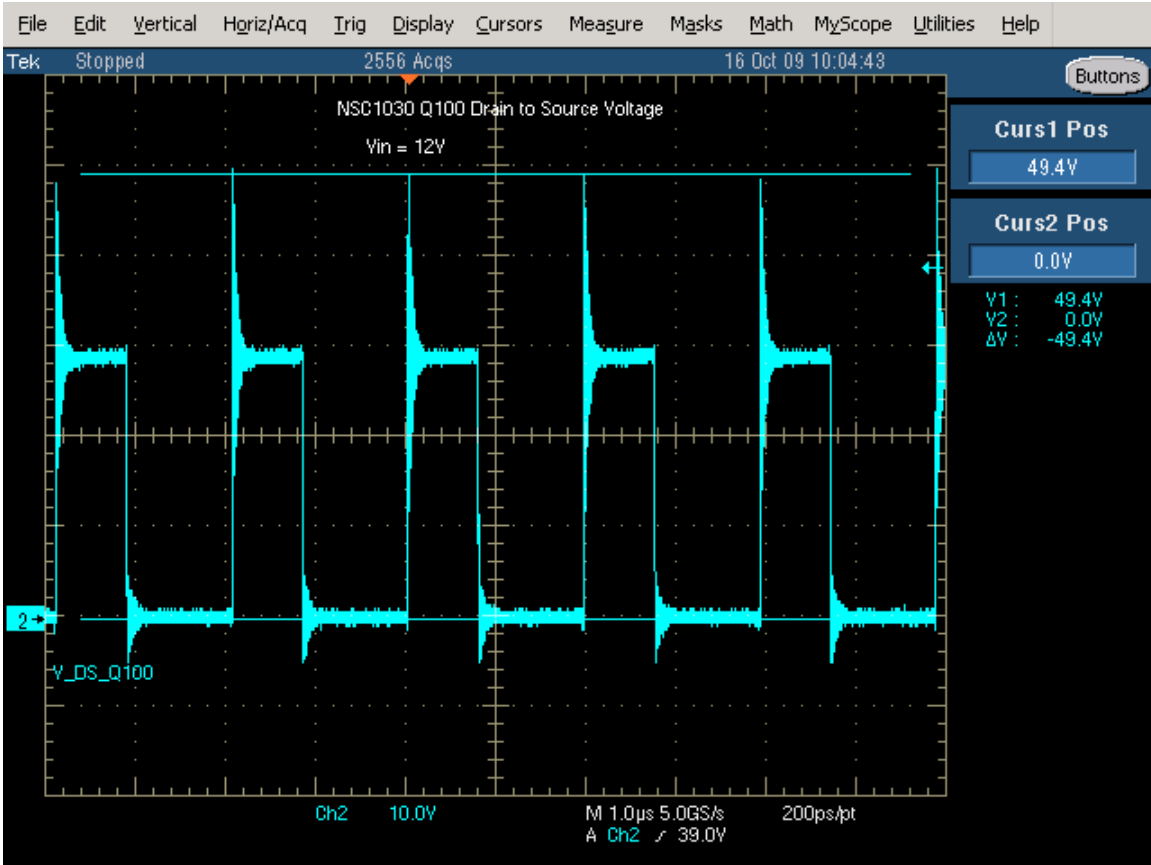 File Edit Vertical Horiz/Acq Trig Display Cursors Measure Masks Math MyScope Utilities Help
Tek Stopped 2556 Acqs 16 Oct 09 10:04:43
Buttons
NSC1030 Q100 Drain to Source Voltage
Vin = 12V
Curs1 Pos
49.4V
Curs2 Pos
0.0V
V1 : 49.4V
V2 : 0.0V
ΔV : -49.4V
2
V_DS_Q100
Ch2 10.0V M 1.0µs 5.0GS/s 200ps/pt
A Ch2 ∕ 39.0V